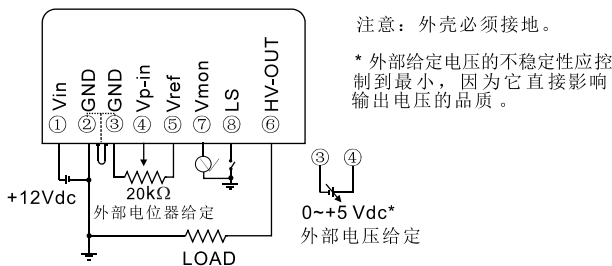 注意：外壳必须接地。
* 外部给定电压的不稳定性应控
制到最小，因为它直接影响
输出电压的品质。
Vin GND GND Vp-in Vref Vmon LS HV-OUT
① ② ③ ④ ⑤ ⑦ ⑧ ⑥
+12Vdc
20kΩ
外部电位器给定
LOAD
③ ④
0~+5 Vdc*
外部电压给定